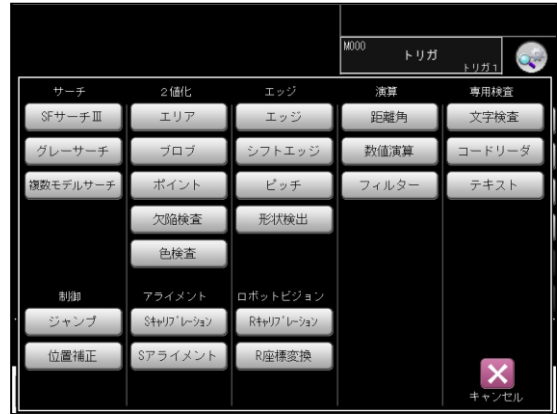 M000
トリガ
トリガ1
サーチ
2値化
エッジ
演算
専用検査
SFサーチⅢ
エリア
エッジ
距離角
文字検査
グレーサーチ
ブロブ
シフトエッジ
数値演算
コードリーダ
複数モデルサーチ
ポイント
ピッチ
フィルター
テキスト
欠陥検査
形状検出
色検査
制御
アライメント
ロボットビジョン
ジャンプ
Sキャリブレーション
Rキャリブレーション
位置補正
Sアライメント
R座標変換
キャンセル